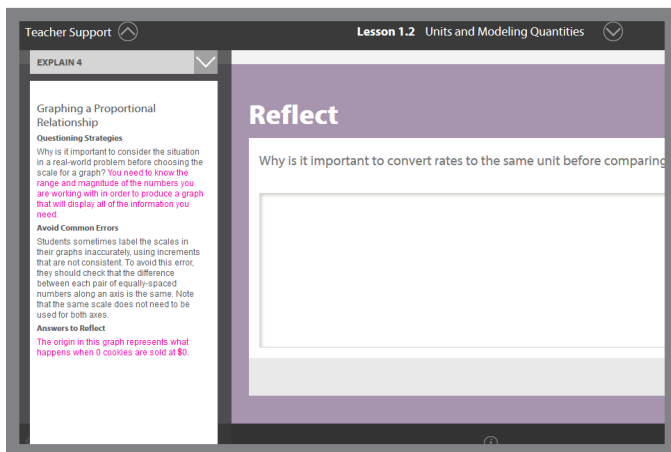 Teacher Support
Lesson 1.2 Units and Modeling Quantities
EXPLAIN 4
Graphing a Proportional
Relationship
Questioning Strategies
Why is it important to consider the situation
in a real-world problem before choosing the
scale for a graph? You need to know the
range and magnitude of the numbers you
are working with in order to produce a graph
that will display all of the information you
need.
Avoid Common Errors
Students sometimes label the scales in
their graphs inaccurately, using increments
that are not consistent. To avoid this error,
they should check that the difference
between each pair of equally-spaced
numbers along an axis is the same. Note
that the same scale does not need to be
used for both axes.
Answers to Reflect
The origin in this graph represents what
happens when 0 cookies are sold at $0.
Reflect
Why is it important to convert rates to the same unit before comparing
i